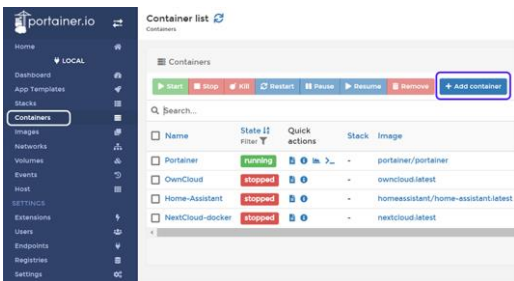 portainer.io
Container list
Containers
Home
LOCAL
Dashboard
App Templates
Stacks
Containers
Images
Networks
Volumes
Events
Host
SETTINGS
Extensions
Users
Endpoints
Registries
Settings
Containers
Start Stop Kill Restart Pause Resume Remove + Add container
Search...
Name State Filter Quick actions Stack Image
Portainer running - portainer/portainer
OwnCloud stopped - owncloud:latest
Home-Assistant stopped - homeassistant/home-assistant:latest
NextCloud-docker stopped - nextcloud:latest